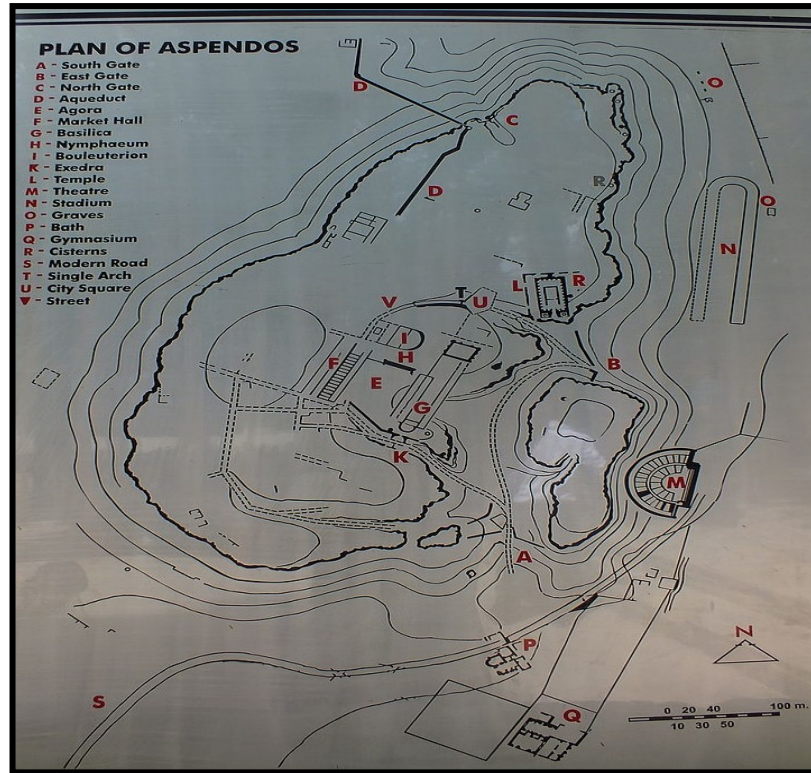 PLAN OF ASPENDOS
A - South Gate
B - East Gate
C - North Gate
D - Aqueduct
E - Agora
F - Market Hall
G - Basilica
H - Nymphaeum
I - Bouleuterion
K - Exedra
L - Temple
M - Theatre
N - Stadium
O - Graves
P - Bath
Q - Gymnasium
R - Cisterns
S - Modern Road
T - Single Arch
U - City Square
V - Street
D
O
C
D
R
O
N
L
R
V
T
U
I
H
F
E
B
G
K
M
A
P
N
S
Q
0 20 40 100 m.
10 30 50